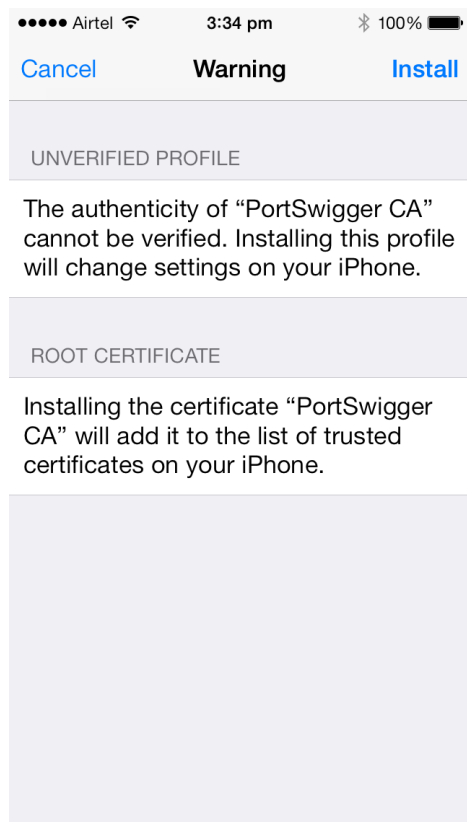 Airtel 3:34 pm 100%
Cancel Warning Install
UNVERIFIED PROFILE
The authenticity of “PortSwigger CA”
cannot be verified. Installing this profile
will change settings on your iPhone.
ROOT CERTIFICATE
Installing the certificate “PortSwigger
CA” will add it to the list of trusted
certificates on your iPhone.